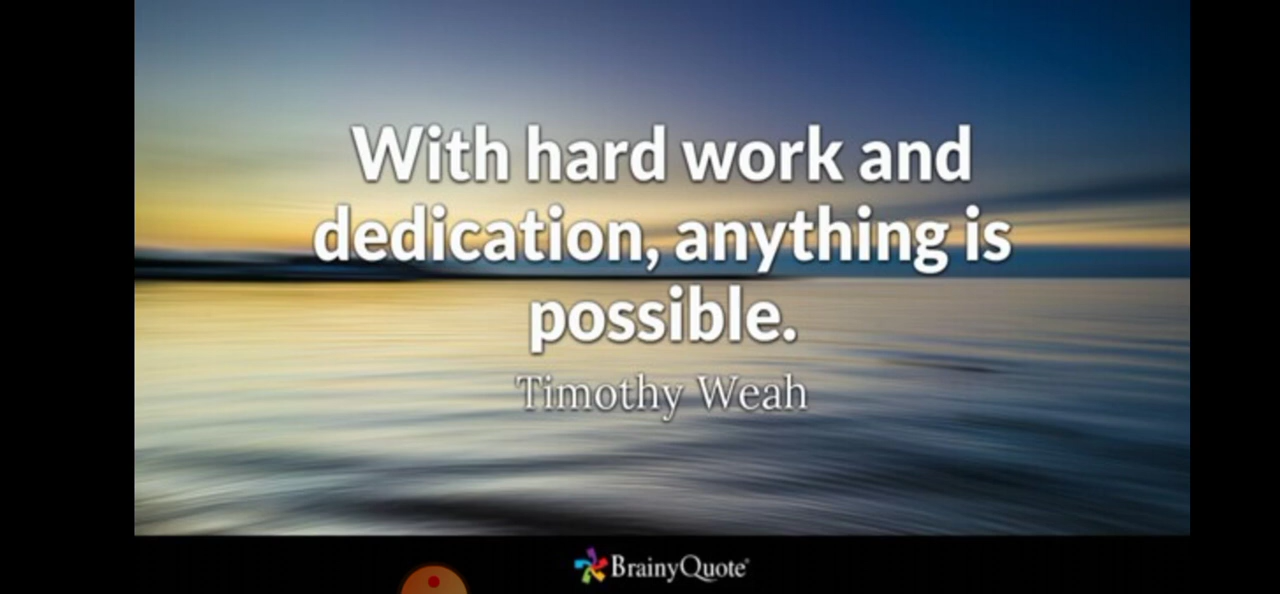 With hard work and
dedication, anything is
possible.
Timothy Weah
BrainyQuote®